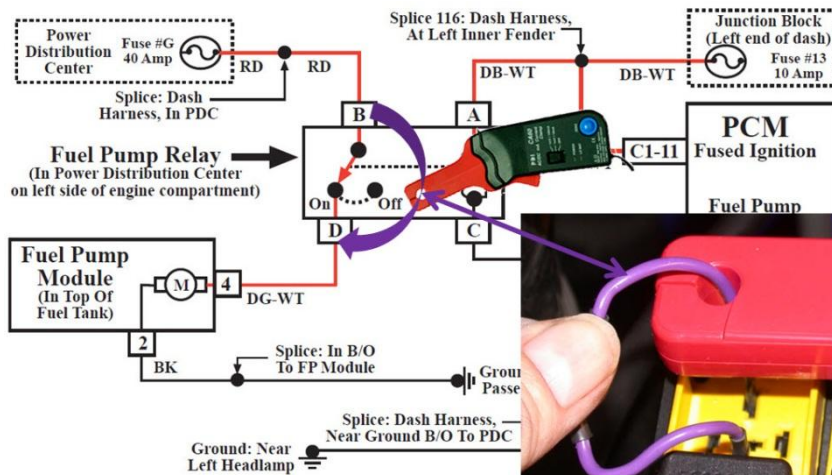 Power
Distribution
Center
Fuse #G
40 Amp
RD
RD
Splice: Dash
Harness, In PDC
Splice 116: Dash Harness,
At Left Inner Fender
DB-WT
DB-WT
Junction Block
(Left end of dash)
Fuse #13
10 Amp
B
A
Fuel Pump Relay
(In Power Distribution Center
on left side of engine compartment)
On
Off
D
C
C1-11
PCM
Fused Ignition
Fuel Pump
Fuel Pump
Module
(In Top Of
Fuel Tank)
M
4
DG-WT
2
BK
Splice: In B/O
To FP Module
Splice: Dash Harness,
Near Ground B/O To PDC
Ground: Near
Left Headlamp